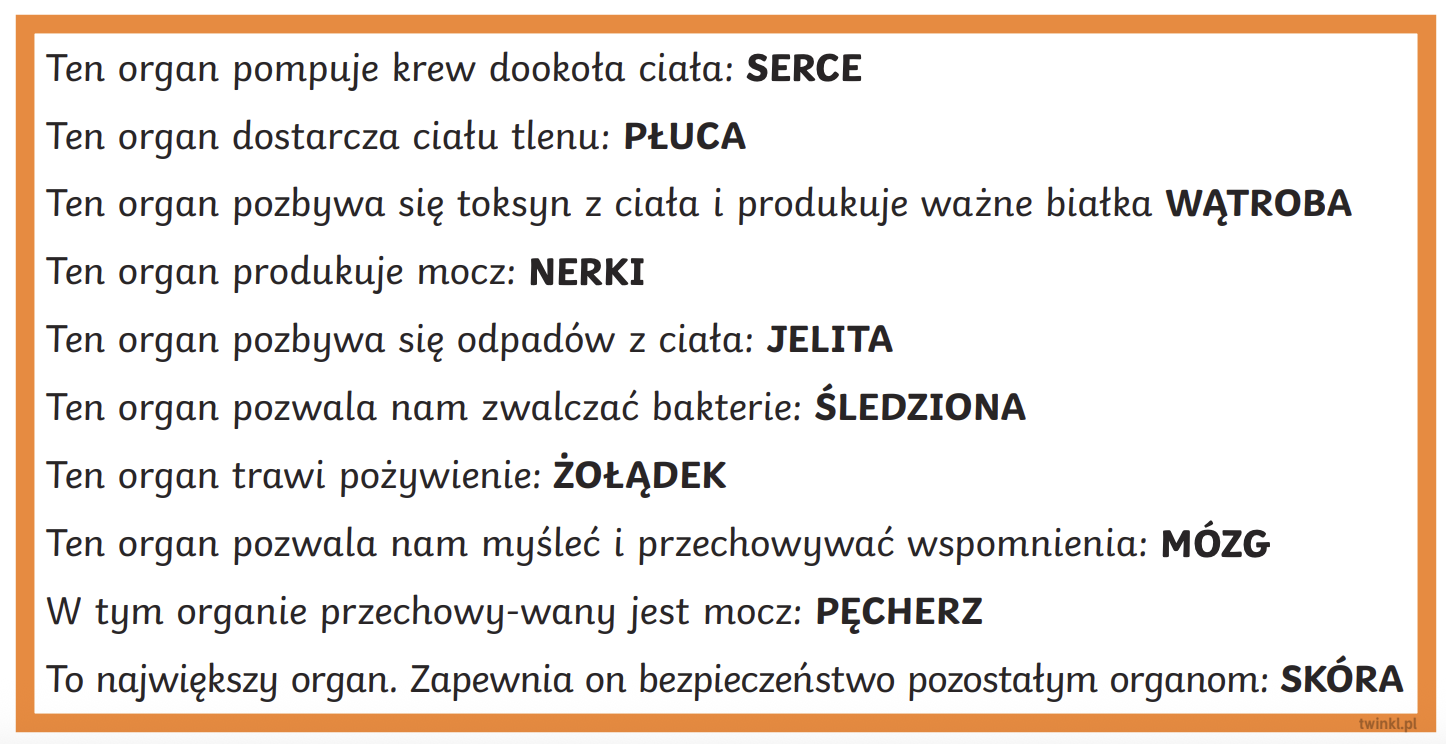 Ten organ pompuje krew dookoła ciała: SERCE
Ten organ dostarcza ciału tlenu: PŁUCA
Ten organ pozbywa się toksyn z ciała i produkuje ważne białka WĄTROBA
Ten organ produkuje mocz: NERKI
Ten organ pozbywa się odpadów z ciała: JELITA
Ten organ pozwala nam zwalczać bakterie: ŚLEDZIONA
Ten organ trawi pożywienie: ŻOŁĄDEK
Ten organ pozwala nam myśleć i przechowywać wspomnienia: MÓZG
W tym organie przechowy-wany jest mocz: PĘCHERZ
To największy organ. Zapewnia on bezpieczeństwo pozostałym organom: SKÓRA
twinkl.pl